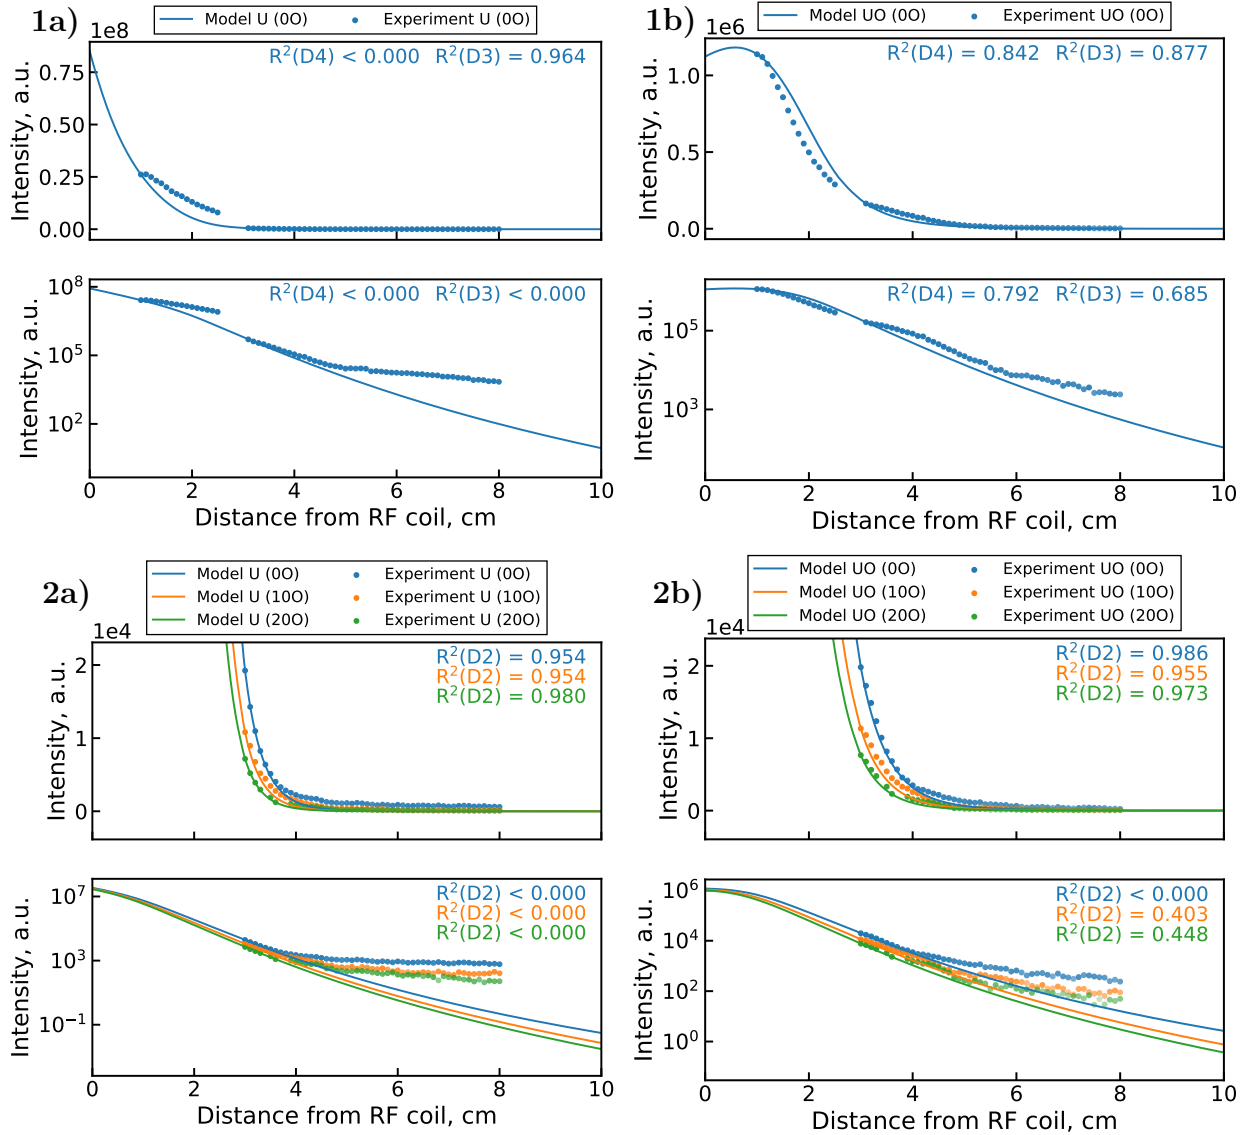 1a)
Model U (0O) Experiment U (0O)
1e8
R²(D4) < 0.000 R²(D3) = 0.964
0.75
0.50
0.25
0.00
Intensity, a.u.
R²(D4) < 0.000 R²(D3) < 0.000
10⁸
10⁵
10²
Intensity, a.u.
0 2 4 6 8 10
Distance from RF coil, cm
1b)
Model UO (0O) Experiment UO (0O)
1e6
R²(D4) = 0.842 R²(D3) = 0.877
1.0
0.5
0.0
Intensity, a.u.
R²(D4) = 0.792 R²(D3) = 0.685
10⁵
10³
Intensity, a.u.
0 2 4 6 8 10
Distance from RF coil, cm
2a)
Model U (0O) Experiment U (0O)
Model U (10O) Experiment U (10O)
Model U (20O) Experiment U (20O)
1e4
R²(D2) = 0.954
R²(D2) = 0.954
R²(D2) = 0.980
2
1
0
Intensity, a.u.
R²(D2) < 0.000
R²(D2) < 0.000
R²(D2) < 0.000
10⁷
10³
10⁻¹
Intensity, a.u.
0 2 4 6 8 10
Distance from RF coil, cm
2b)
Model UO (0O) Experiment UO (0O)
Model UO (10O) Experiment UO (10O)
Model UO (20O) Experiment UO (20O)
1e4
R²(D2) = 0.986
R²(D2) = 0.955
R²(D2) = 0.973
2
1
0
Intensity, a.u.
R²(D2) < 0.000
R²(D2) = 0.403
R²(D2) = 0.448
10⁶
10⁴
10²
10⁰
Intensity, a.u.
0 2 4 6 8 10
Distance from RF coil, cm